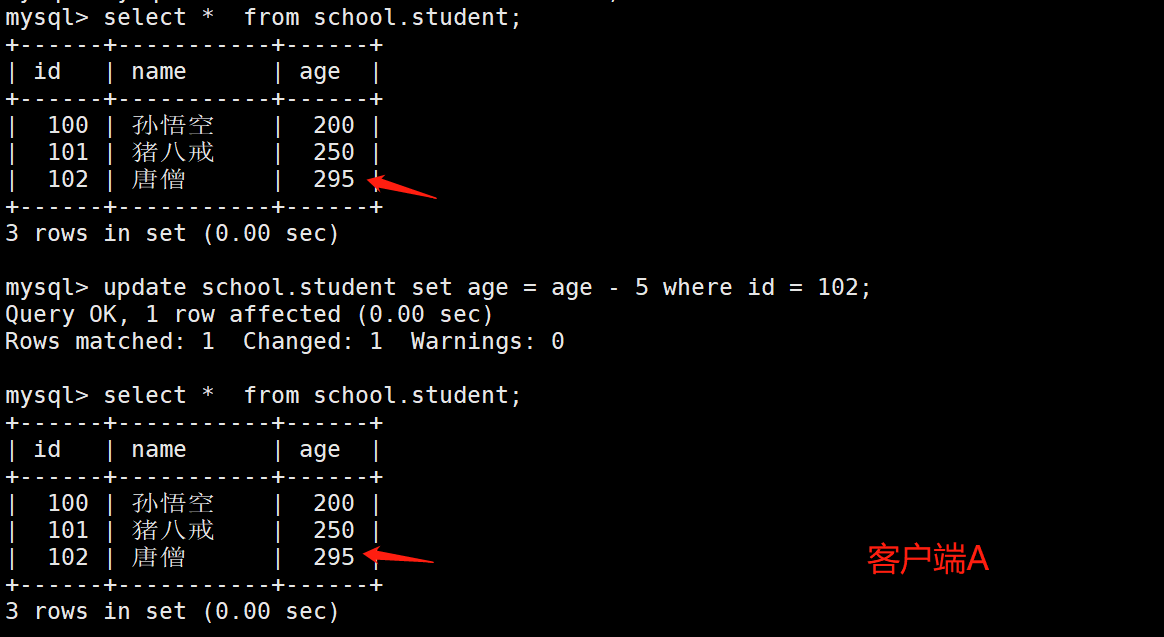 mysql> select *  from school.student;
+------+-----------+------+
| id   | name      | age  |
+------+-----------+------+
|  100 | 孙悟空    |  200 |
|  101 | 猪八戒    |  250 |
|  102 | 唐僧      |  295 |
+------+-----------+------+
3 rows in set (0.00 sec)
mysql> update school.student set age = age - 5 where id = 102;
Query OK, 1 row affected (0.00 sec)
Rows matched: 1  Changed: 1  Warnings: 0
mysql> select *  from school.student;
+------+-----------+------+
| id   | name      | age  |
+------+-----------+------+
|  100 | 孙悟空    |  200 |
|  101 | 猪八戒    |  250 |
|  102 | 唐僧      |  295 |
+------+-----------+------+
3 rows in set (0.00 sec)
客户端A